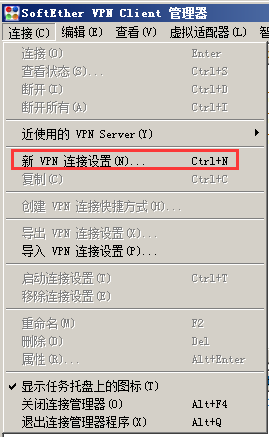 SoftEther VPN Client 管理器
连接(C) 编辑(E) 查看(V) 虚拟适配器(L)
连接(O) Enter
查看状态(S)... Ctrl+S
断开(I) Ctrl+D
断开所有(A) Ctrl+I
近使用的 VPN Server(Y)
新 VPN 连接设置(N)... Ctrl+N
复制(C) Ctrl+C
创建 VPN 连接快捷方式(H)...
导出 VPN 连接设置(X)...
导入 VPN 连接设置(P)...
启动连接设置(T) Ctrl+T
移除连接设置(E)
重命名(M) F2
删除(D) Del
属性(R)... Alt+Enter
显示任务托盘上的图标(T)
关闭连接管理器(O) Alt+F4
退出连接管理器程序(X) Alt+Q